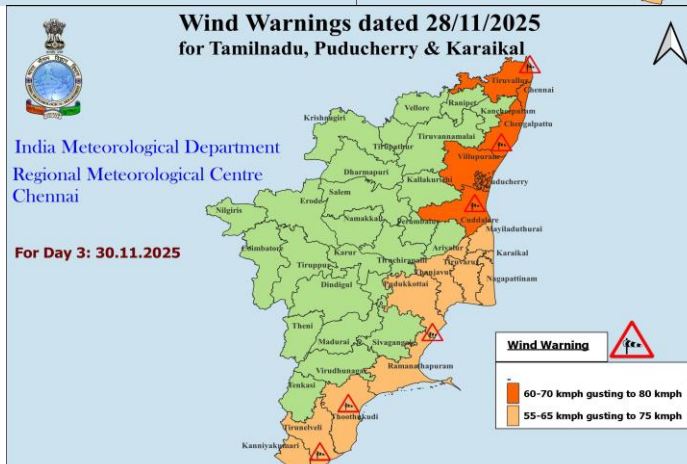 Wind Warnings dated 28/11/2025
for Tamilnadu, Puducherry & Karaikal
India Meteorological Department
Regional Meteorological Centre
Chennai
For Day 3: 30.11.2025
Tiruvallur
Chennai
Ranipet
Vellore
Kancheepuram
Chengalpattu
Krishnagiri
Tiruvannamalai
Tirupathur
Villupuram
Dharmapuri
Kallakurichi
Puducherry
Salem
Erode
Nilgiris
Namakkal
Perambalur
Cuddalore
Mayiladuthurai
Coimbatore
Karur
Ariyalur
Karaikal
Tiruppur
Tiruchirapalli
Thanjavur
Tiruvarur
Nagapattinam
Dindigul
Pudukkottai
Theni
Madurai
Sivagangai
Ramanathapuram
Virudhunagar
Tenkasi
Thoothukudi
Tirunelveli
Kanniyakumari
Wind Warning
60-70 kmph gusting to 80 kmph
55-65 kmph gusting to 75 kmph